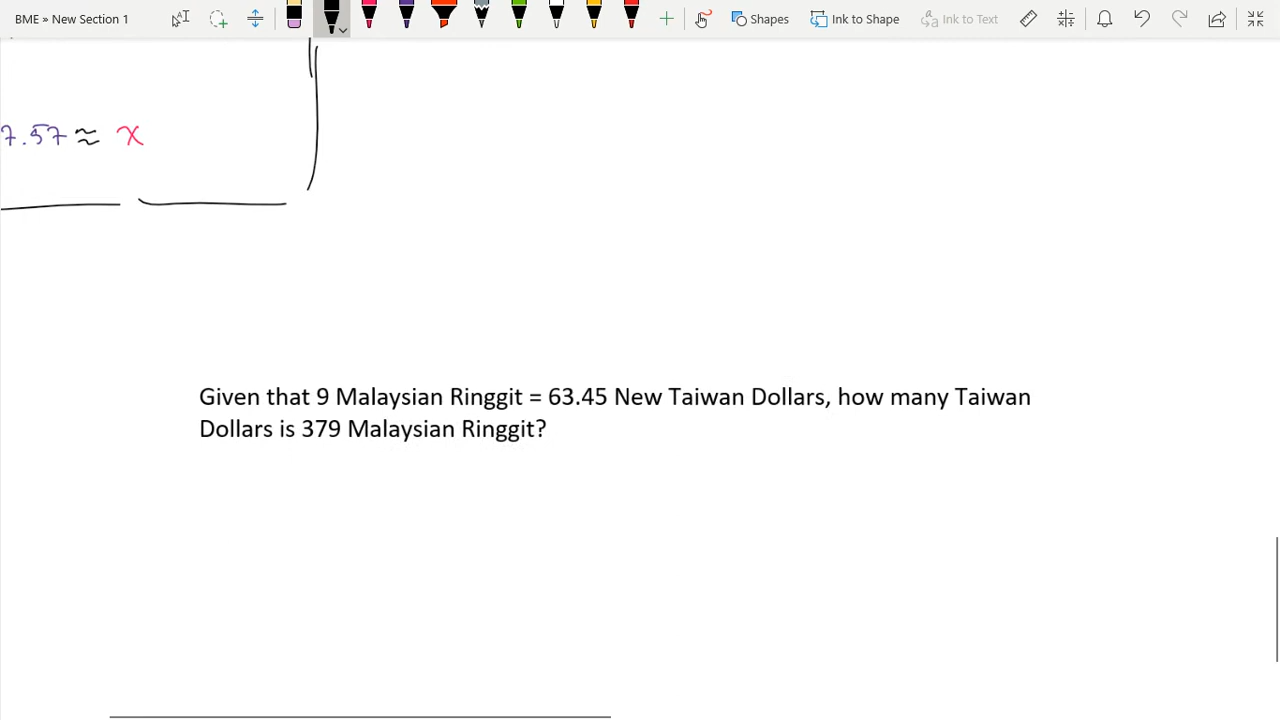 BME » New Section 1
Shapes
Ink to Shape
Ink to Text
7.57 ≈ x
Given that 9 Malaysian Ringgit = 63.45 New Taiwan Dollars, how many Taiwan
Dollars is 379 Malaysian Ringgit?